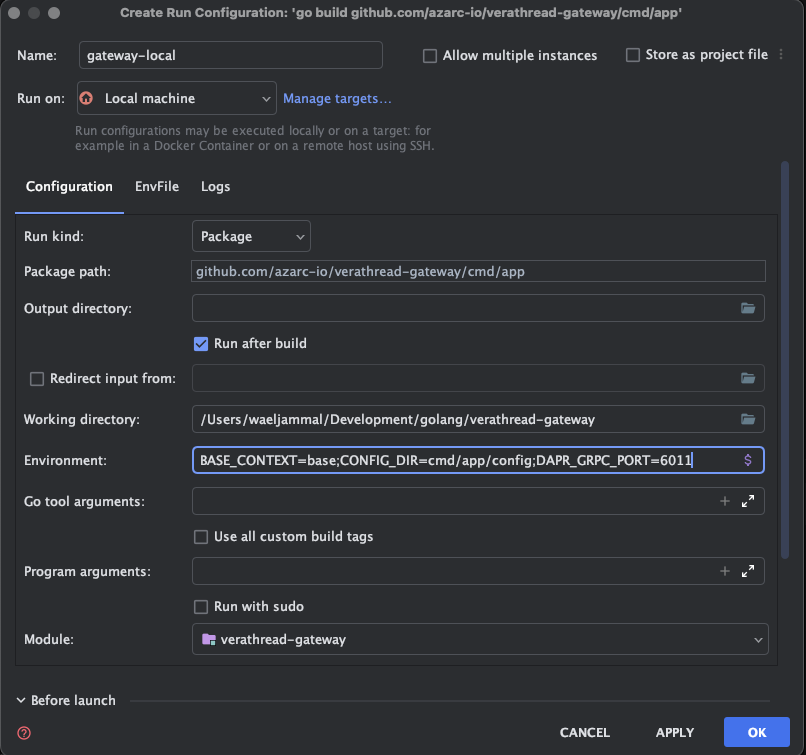 Create Run Configuration: 'go build github.com/azarc-io/verathread-gateway/cmd/app'
Name: gateway-local Allow multiple instances Store as project file
Run on: Local machine Manage targets...
Run configurations may be executed locally or on a target: for
example in a Docker Container or on a remote host using SSH.
Configuration EnvFile Logs
Run kind: Package
Package path: github.com/azarc-io/verathread-gateway/cmd/app
Output directory:
Run after build
Redirect input from:
Working directory: /Users/waeljammal/Development/golang/verathread-gateway
Environment: BASE_CONTEXT=base;CONFIG_DIR=cmd/app/config;DAPR_GRPC_PORT=6011 $
Go tool arguments: +
Use all custom build tags
Program arguments: +
Run with sudo
Module: verathread-gateway
Before launch
? CANCEL APPLY OK